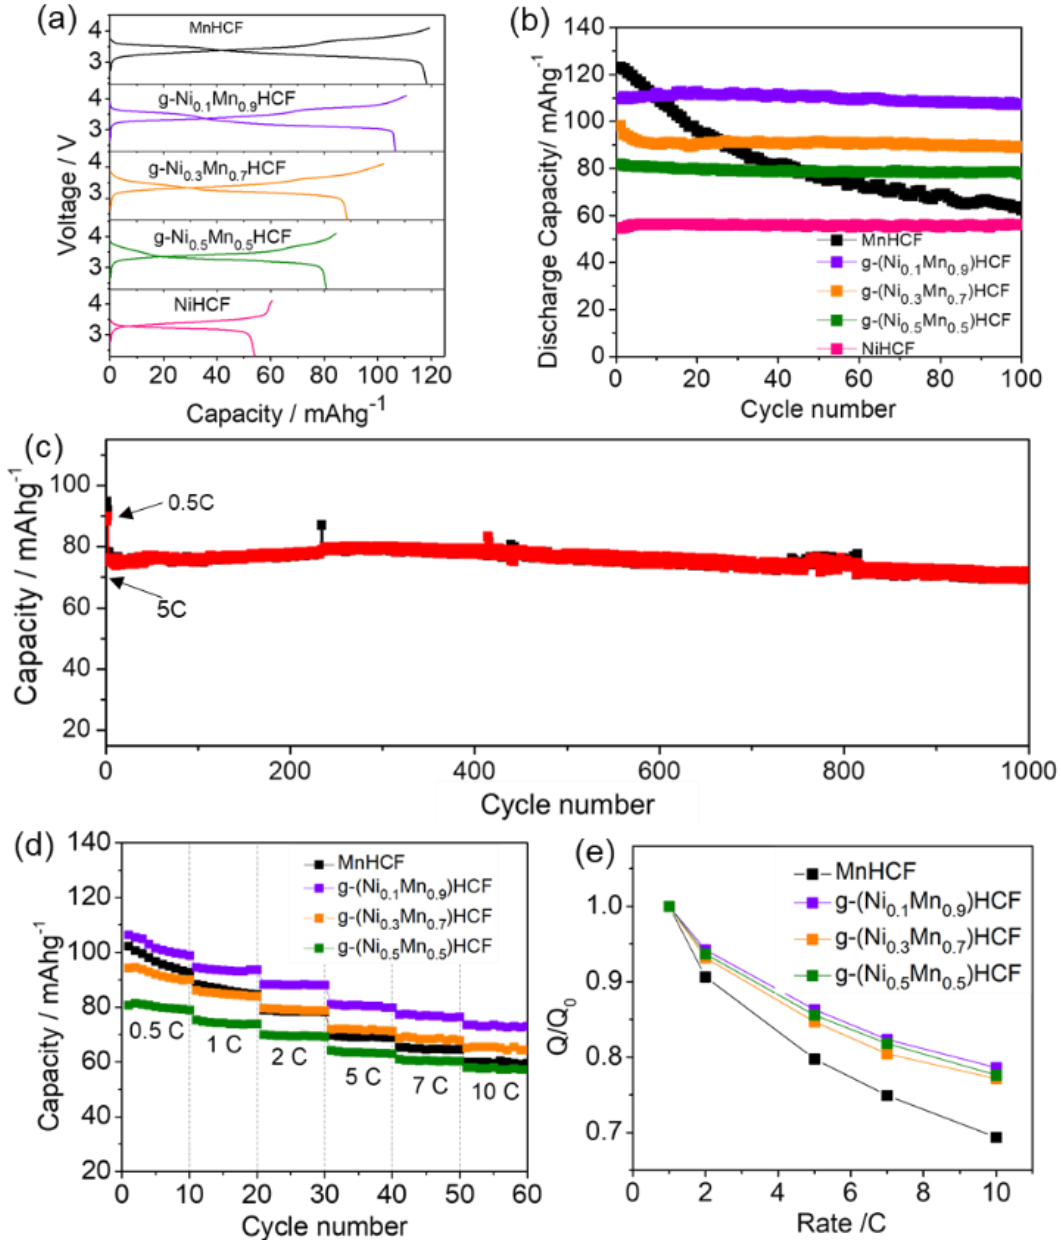 (a)
MnHCF
g-Ni0.1Mn0.9HCF
g-Ni0.3Mn0.7HCF
g-Ni0.5Mn0.5HCF
NiHCF
4
3
4
3
4
3
4
3
4
3
Voltage / V
0 20 40 60 80 100 120
Capacity / mAhg-1
(b)
140
120
100
80
60
40
20
0
Discharge Capacity/ mAhg-1
MnHCF
g-(Ni0.1Mn0.9)HCF
g-(Ni0.3Mn0.7)HCF
g-(Ni0.5Mn0.5)HCF
NiHCF
0 20 40 60 80 100
Cycle number
(c)
100
80
60
40
20
Capacity / mAhg-1
0.5C
5C
0 200 400 600 800 1000
Cycle number
(d)
140
120
100
80
60
40
20
Capacity / mAhg-1
MnHCF
g-(Ni0.1Mn0.9)HCF
g-(Ni0.3Mn0.7)HCF
g-(Ni0.5Mn0.5)HCF
0.5 C
1 C
2 C
5 C
7 C
10 C
0 10 20 30 40 50 60
Cycle number
(e)
1.0
0.9
0.8
0.7
Q/Q0
MnHCF
g-(Ni0.1Mn0.9)HCF
g-(Ni0.3Mn0.7)HCF
g-(Ni0.5Mn0.5)HCF
0 2 4 6 8 10
Rate /C